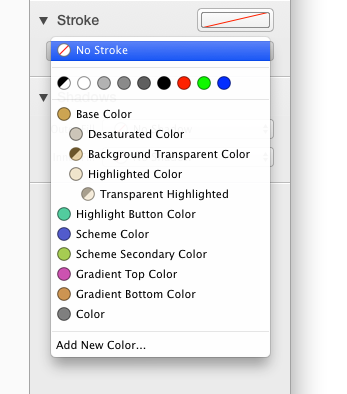 Stroke
No Stroke
Base Color
Desaturated Color
Background Transparent Color
Highlighted Color
Transparent Highlighted
Highlight Button Color
Scheme Color
Scheme Secondary Color
Gradient Top Color
Gradient Bottom Color
Color
Add New Color...